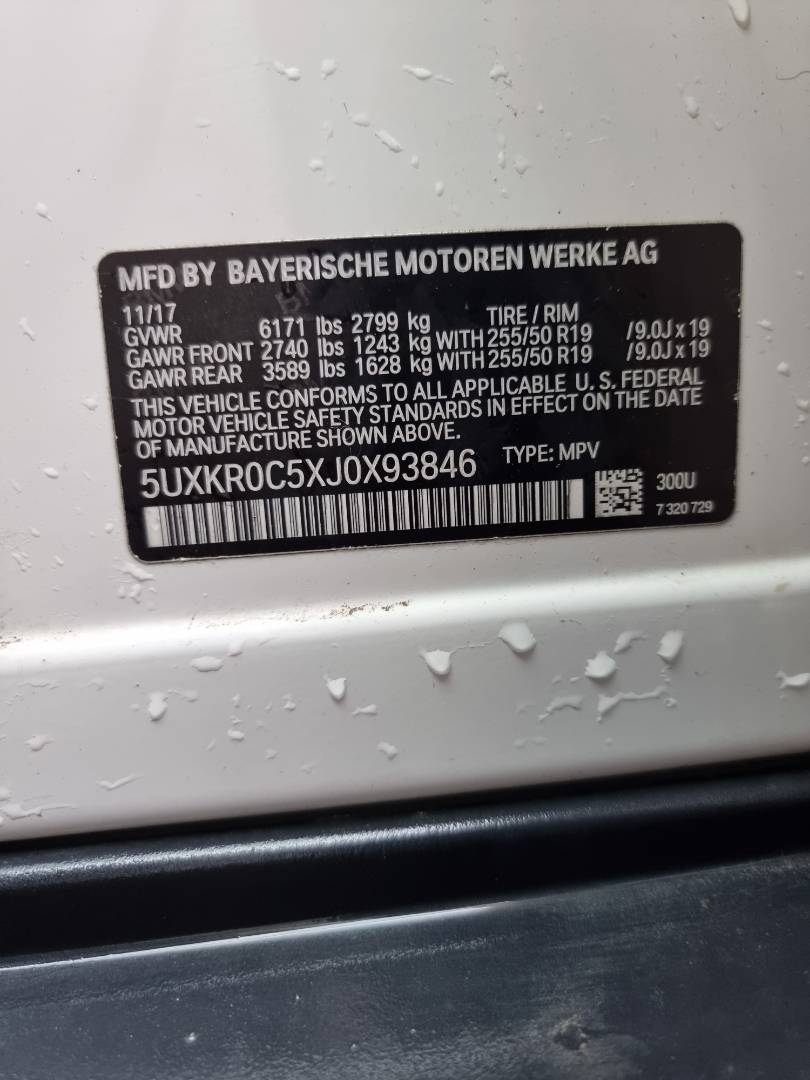 MFD BY BAYERISCHE MOTOREN WERKE AG
11/17 TIRE / RIM
GVWR 6171 lbs 2799 kg
GAWR FRONT 2740 lbs 1243 kg WITH 255/50 R19 /9.0J x 19
GAWR REAR 3589 lbs 1628 kg WITH 255/50 R19 /9.0J x 19
THIS VEHICLE CONFORMS TO ALL APPLICABLE U. S. FEDERAL
MOTOR VEHICLE SAFETY STANDARDS IN EFFECT ON THE DATE
OF MANUFACTURE SHOWN ABOVE.
5UXKR0C5XJ0X93846 TYPE: MPV
300U
7 320 729